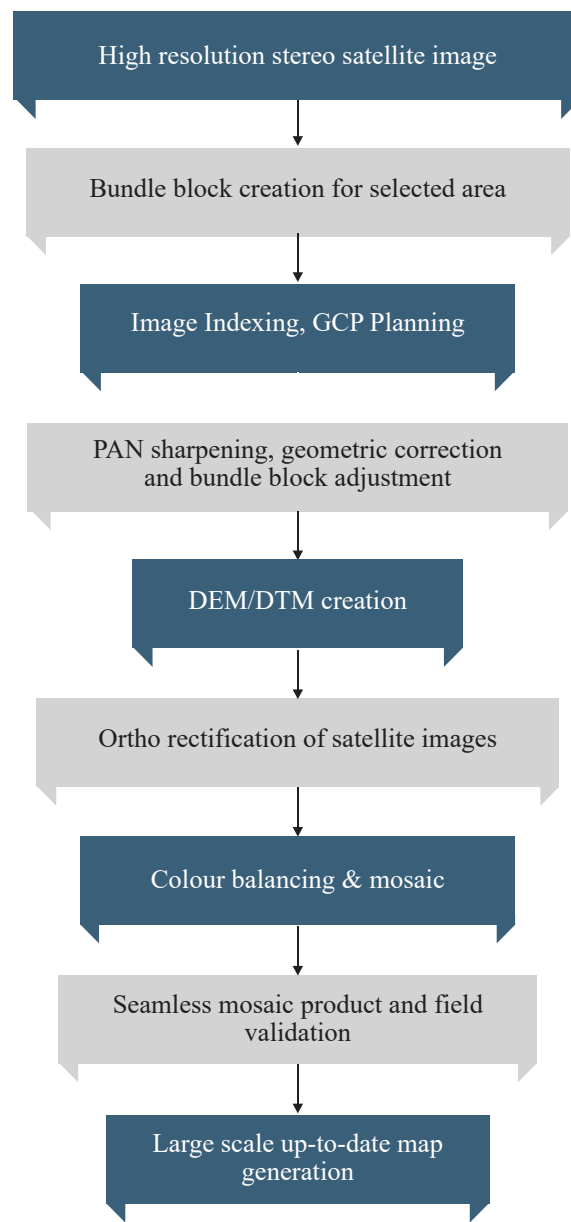 High resolution stereo satellite image
Bundle block creation for selected area
Image Indexing, GCP Planning
PAN sharpening, geometric correction
and bundle block adjustment
DEM/DTM creation
Ortho rectification of satellite images
Colour balancing & mosaic
Seamless mosaic product and field
validation
Large scale up-to-date map
generation